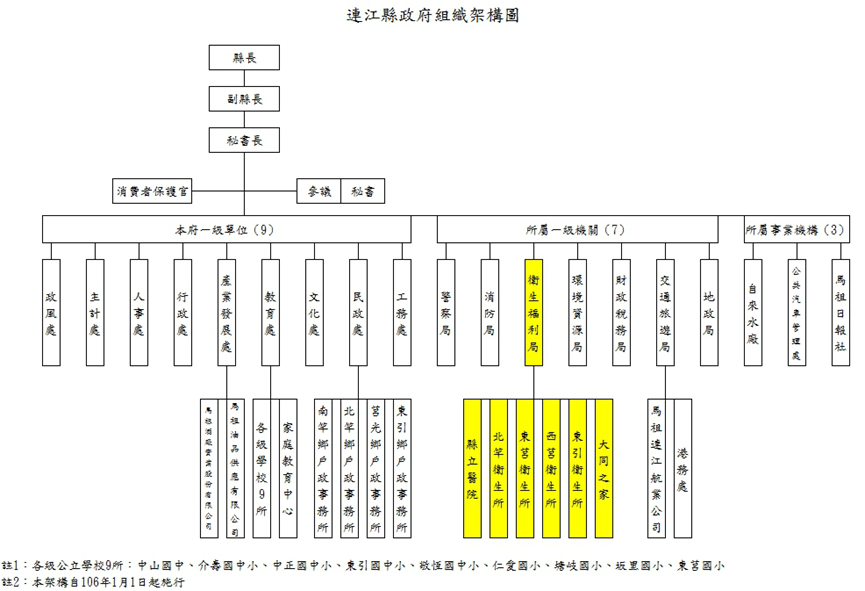 連江縣政府組織架構圖
縣長
副縣長
秘書長
消費者保護官
參議
秘書
本府一級單位(9)
所屬一級機關(7)
所屬事業機構(3)
政風處
主計處
人事處
行政處
產業發展處
教育處
文化處
民政處
工務處
警察局
消防局
衛生福利局
環境資源局
財政稅務局
交通旅遊局
地政局
自來水廠
公共汽車管理處
馬祖日報社
馬祖酒廠實業股份有限公司
馬祖油品供應有限公司
各級學校9所
家庭教育中心
南竿鄉戶政事務所
北竿鄉戶政事務所
莒光鄉戶政事務所
東引鄉戶政事務所
縣立醫院
北竿衛生所
東莒衛生所
西莒衛生所
東引衛生所
大同之家
馬祖連江航業公司
港務處
註1：各級公立學校9所：中山國中、介壽國中小、中正國中小、東引國中小、敬恆國中小、仁愛國小、塘岐國小、坂里國小、東莒國小
註2：本架構自106年1月1日起施行